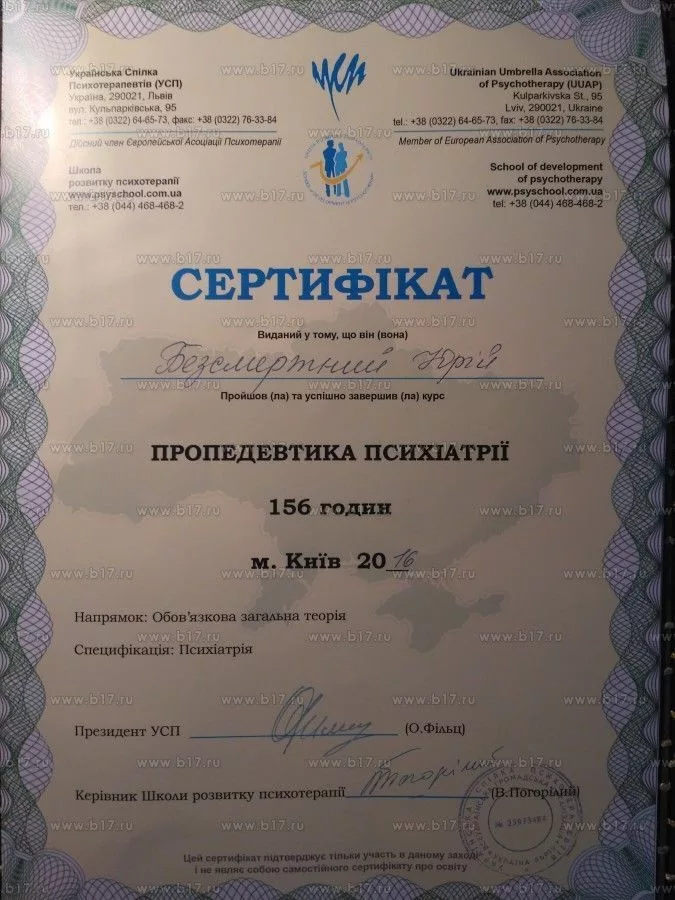 Українська Спілка
Психотерапевтів (УСП)
Україна, 290021, Львів
вул. Кульпарківська, 95
тел.: +38 (0322) 64-65-73, факс: +38 (0322) 76-33-84
Дійсний член Європейської Асоціації Психотерапії
Школа
розвитку психотерапії
www.psyschool.com.ua
тел.: +38 (044) 468-468-2
Ukrainian Umbrella Association
of Psychotherapy (UUAP)
Kulparkivska St., 95
Lviv, 290021, Ukraine
tel.: +38 (0322) 64-65-73, fax: +38 (0322) 76-33-84
Member of European Association of Psychotherapy
School of development
of psychotherapy
www.psyschool.com.ua
tel: +38 (044) 468-468-2
СЕРТИФІКАТ
Виданий у тому, що він (вона)
Безсмертний Юрій
Пройшов (ла) та успішно завершив (ла) курс
ПРОПЕДЕВТИКА ПСИХІАТРІЇ
156 годин
м. Київ 2016
Напрямок: Обов'язкова загальна теорія
Специфікація: Психіатрія
Президент УСП (О.Фільц)
Керівник Школи розвитку психотерапії (В.Погорілий)
Цей сертифікат підтверджує тільки участь в даному заході
і не являє собою самостійного сертифікату про освіту
www.b17.ru